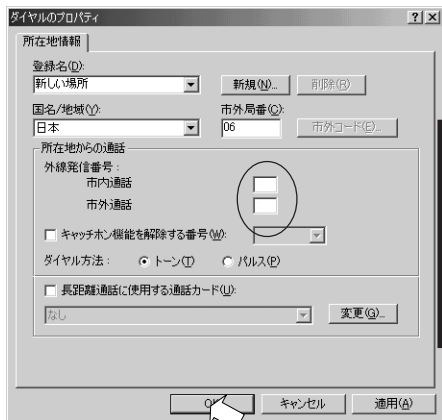 ダイヤルのプロパティ
所在地情報
登録名(D):
新しい場所 新規(N)... 削除(R)
国名/地域(Y): 市外局番(C):
日本 06 市外コード(E)...
所在地からの通話
外線発信番号:
市内通話
市外通話
キャッチホン機能を解除する番号(W):
ダイヤル方法: トーン(T) パルス(P)
長距離通話に使用する通話カード(U):
なし 変更(G)...
OK キャンセル 適用(A)